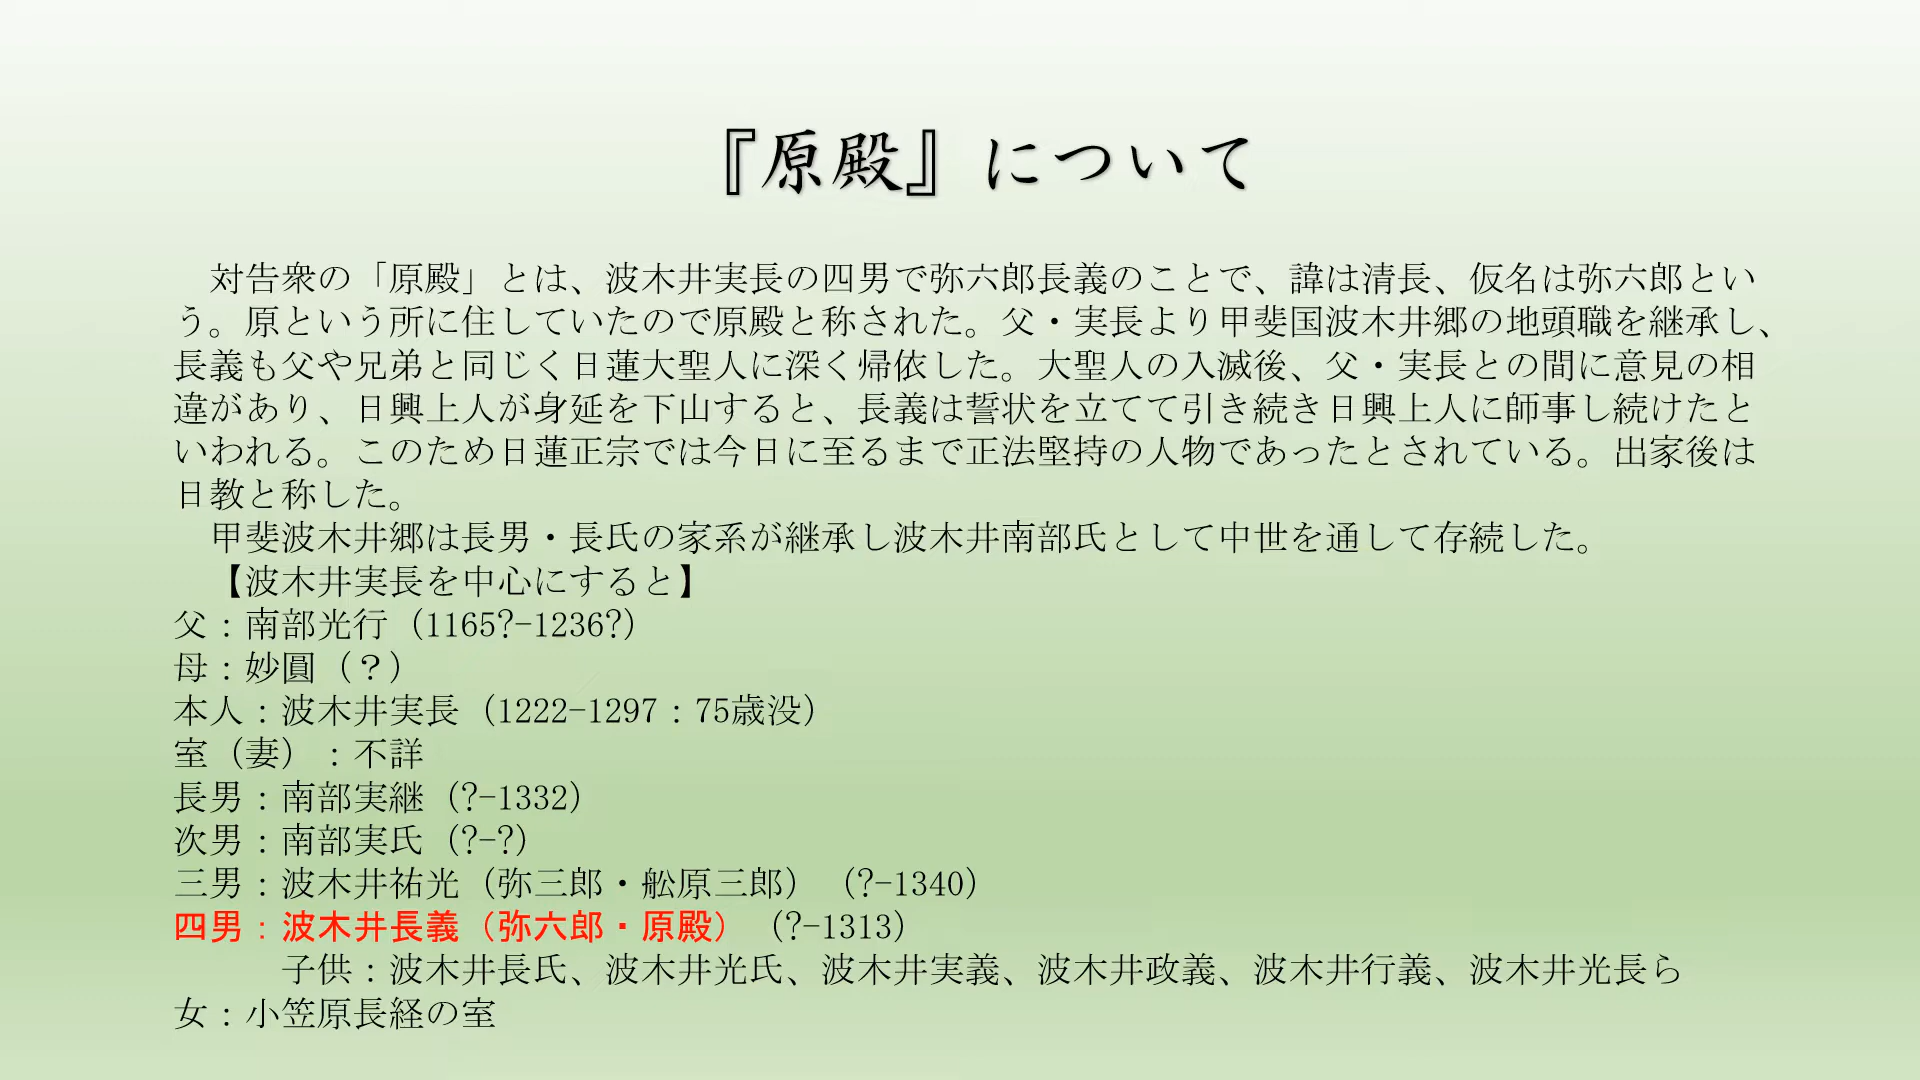 『原殿』について
対告衆の「原殿」とは、波木井実長の四男で弥六郎長義のことで、諱は清長、仮名は弥六郎とい
う。原という所に住していたので原殿と称された。父・実長より甲斐国波木井郷の地頭職を継承し、
長義も父や兄弟と同じく日蓮大聖人に深く帰依した。大聖人の入滅後、父・実長との間に意見の相
違があり、日興上人が身延を下山すると、長義は誓状を立てて引き続き日興上人に師事し続けたと
いわれる。このため日蓮正宗では今日に至るまで正法堅持の人物であったとされている。出家後は
日教と称した。
甲斐波木井郷は長男・長氏の家系が継承し波木井南部氏として中世を通して存続した。
【波木井実長を中心にすると】
父：南部光行（1165?-1236?）
母：妙圓（？）
本人：波木井実長（1222-1297：75歳没）
室（妻）：不詳
長男：南部実継（?-1332）
次男：南部実氏（?-?）
三男：波木井祐光（弥三郎・舩原三郎）（?-1340）
四男：波木井長義（弥六郎・原殿）（?-1313）
子供：波木井長氏、波木井光氏、波木井実義、波木井政義、波木井行義、波木井光長ら
女：小笠原長経の室